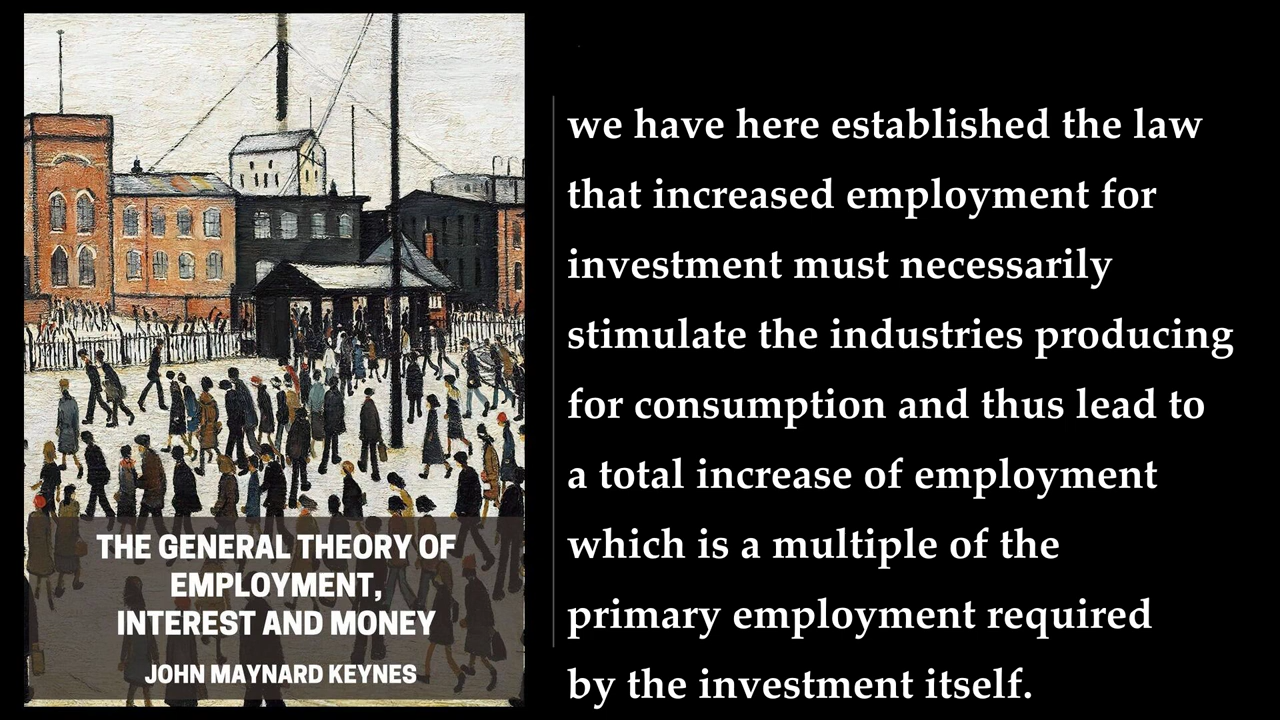 THE GENERAL THEORY OF
EMPLOYMENT,
INTEREST AND MONEY
JOHN MAYNARD KEYNES
we have here established the law
that increased employment for
investment must necessarily
stimulate the industries producing
for consumption and thus lead to
a total increase of employment
which is a multiple of the
primary employment required
by the investment itself.